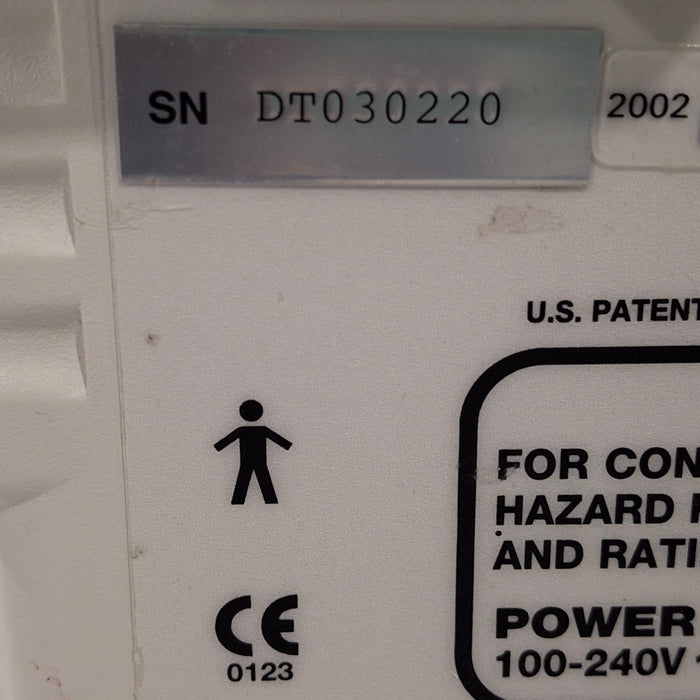 SN DT030220
2002
U.S. PATENT
FOR CON
HAZARD
AND RATI
POWER
100-240V
CE
0123